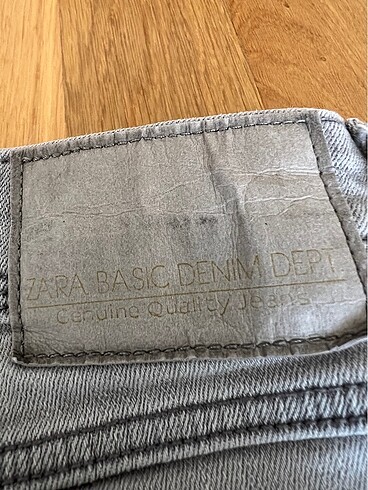 ZARA BASIC DENIM DEPT.
Genuine Quality Jeans